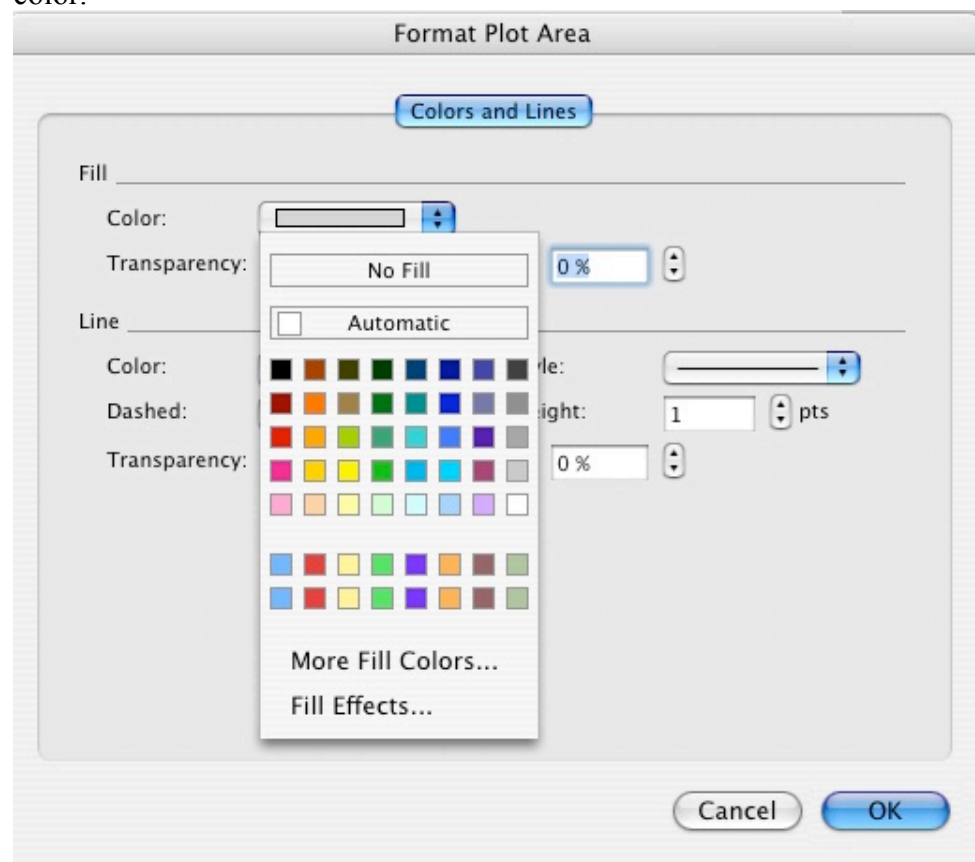 Format Plot Area
Colors and Lines
Fill
Color:
Transparency:
0 %
No Fill
Automatic
Line
Color:
Dashed:
1
pts
Transparency:
0 %
More Fill Colors...
Fill Effects...
Cancel
OK